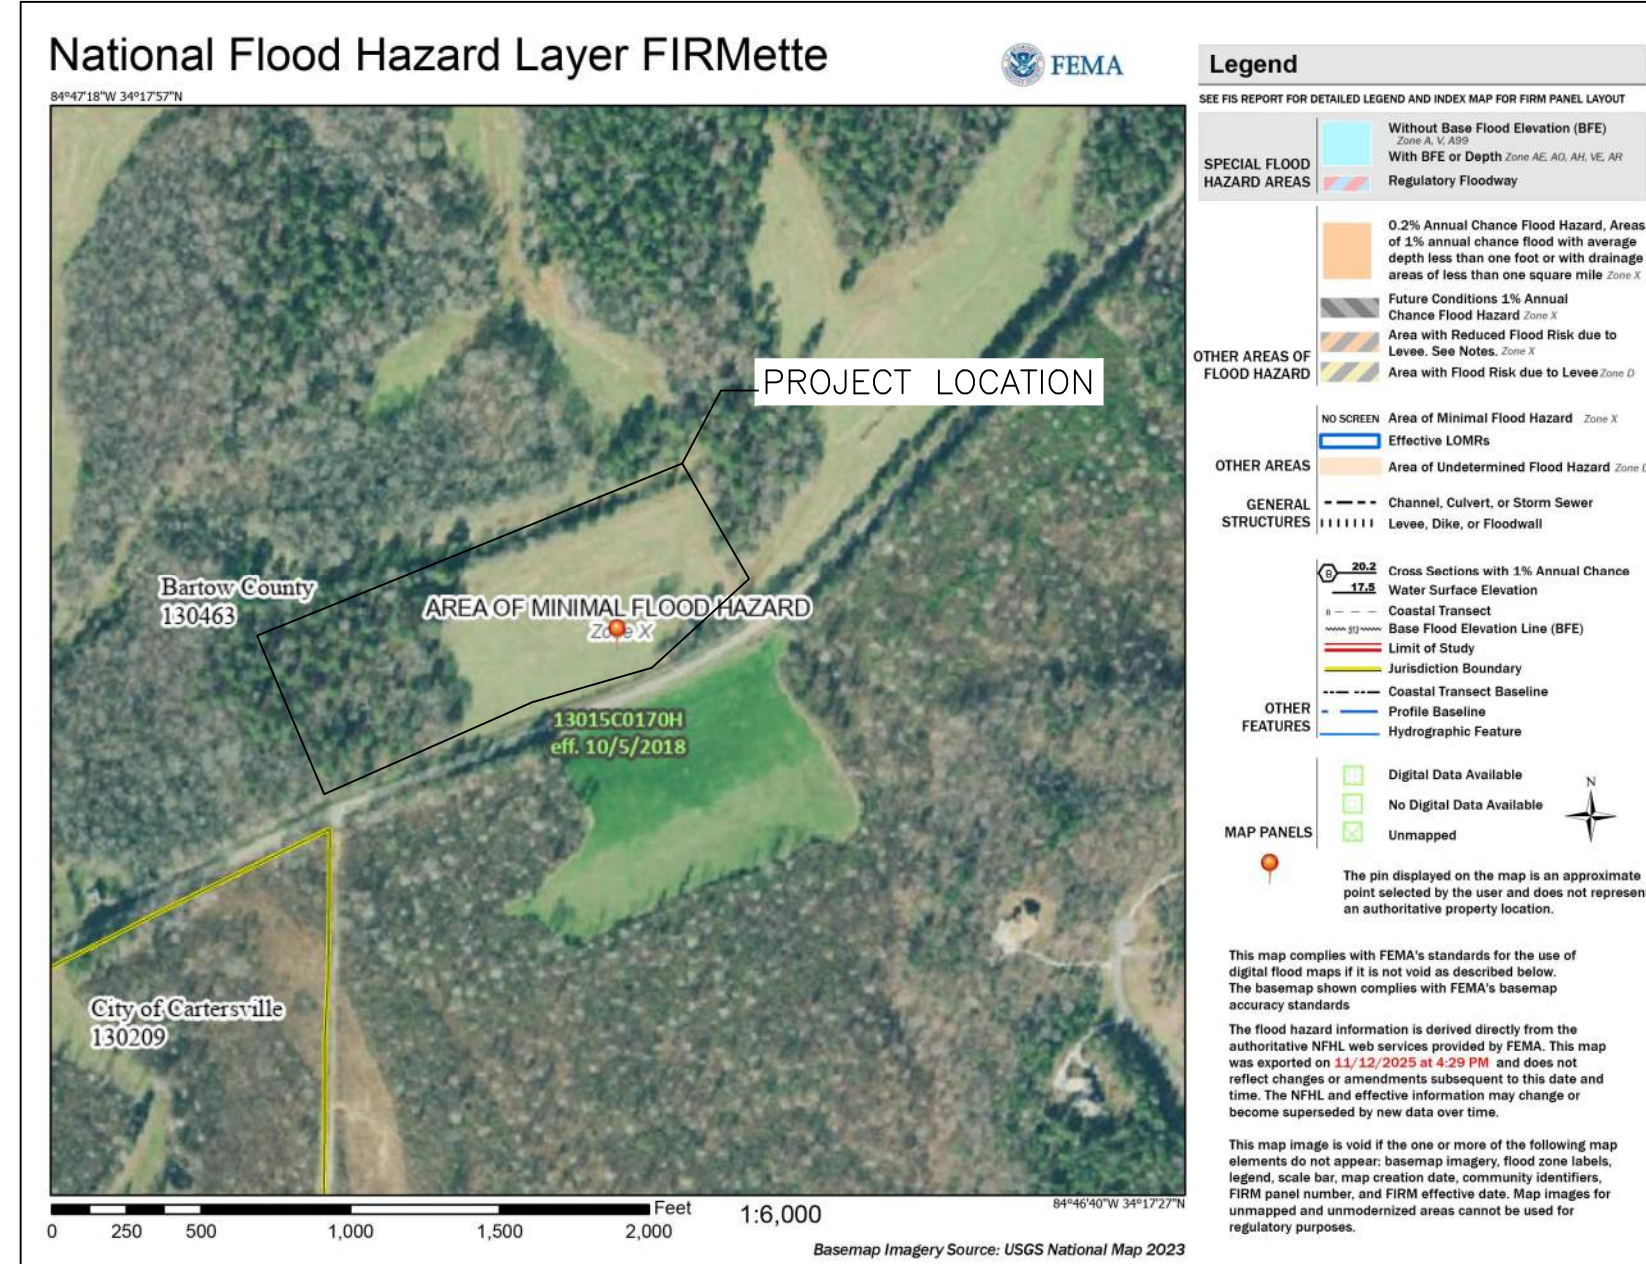 National Flood Hazard Layer FIRMette
FEMA
84°47'18"W 34°17'57"N
PROJECT LOCATION
Bartow County
130463
AREA OF MINIMAL FLOOD HAZARD
Zone X
13015C0170H
eff. 10/5/2018
City of Cartersville
130209
84°46'40"W 34°17'27"N
Feet
0 250 500 1,000 1,500 2,000
1:6,000
Basemap Imagery Source: USGS National Map 2023
Legend
SEE FIS REPORT FOR DETAILED LEGEND AND INDEX MAP FOR FIRM PANEL LAYOUT
SPECIAL FLOOD
HAZARD AREAS
Without Base Flood Elevation (BFE)
Zone A, V, A99
With BFE or Depth Zone AE, AO, AH, VE, AR
Regulatory Floodway
OTHER AREAS OF
FLOOD HAZARD
0.2% Annual Chance Flood Hazard, Areas
of 1% annual chance flood with average
depth less than one foot or with drainage
areas of less than one square mile Zone X
Future Conditions 1% Annual
Chance Flood Hazard Zone X
Area with Reduced Flood Risk due to
Levee. See Notes. Zone X
Area with Flood Risk due to Levee Zone D
OTHER AREAS
NO SCREEN Area of Minimal Flood Hazard Zone X
Effective LOMRs
Area of Undetermined Flood Hazard Zone
GENERAL
STRUCTURES
Channel, Culvert, or Storm Sewer
Levee, Dike, or Floodwall
OTHER
FEATURES
B 20.2 Cross Sections with 1% Annual Chance
17.5 Water Surface Elevation
8 Coastal Transect
513 Base Flood Elevation Line (BFE)
Limit of Study
Jurisdiction Boundary
Coastal Transect Baseline
Profile Baseline
Hydrographic Feature
MAP PANELS
Digital Data Available
No Digital Data Available
Unmapped
N
The pin displayed on the map is an approximate
point selected by the user and does not represent
an authoritative property location.
This map complies with FEMA's standards for the use of
digital flood maps if it is not void as described below.
The basemap shown complies with FEMA's basemap
accuracy standards
The flood hazard information is derived directly from the
authoritative NFHL web services provided by FEMA. This map
was exported on 11/12/2025 at 4:29 PM and does not
reflect changes or amendments subsequent to this date and
time. The NFHL and effective information may change or
become superseded by new data over time.
This map image is void if the one or more of the following map
elements do not appear: basemap imagery, flood zone labels,
legend, scale bar, map creation date, community identifiers,
FIRM panel number, and FIRM effective date. Map images for
unmapped and unmodernized areas cannot be used for
regulatory purposes.